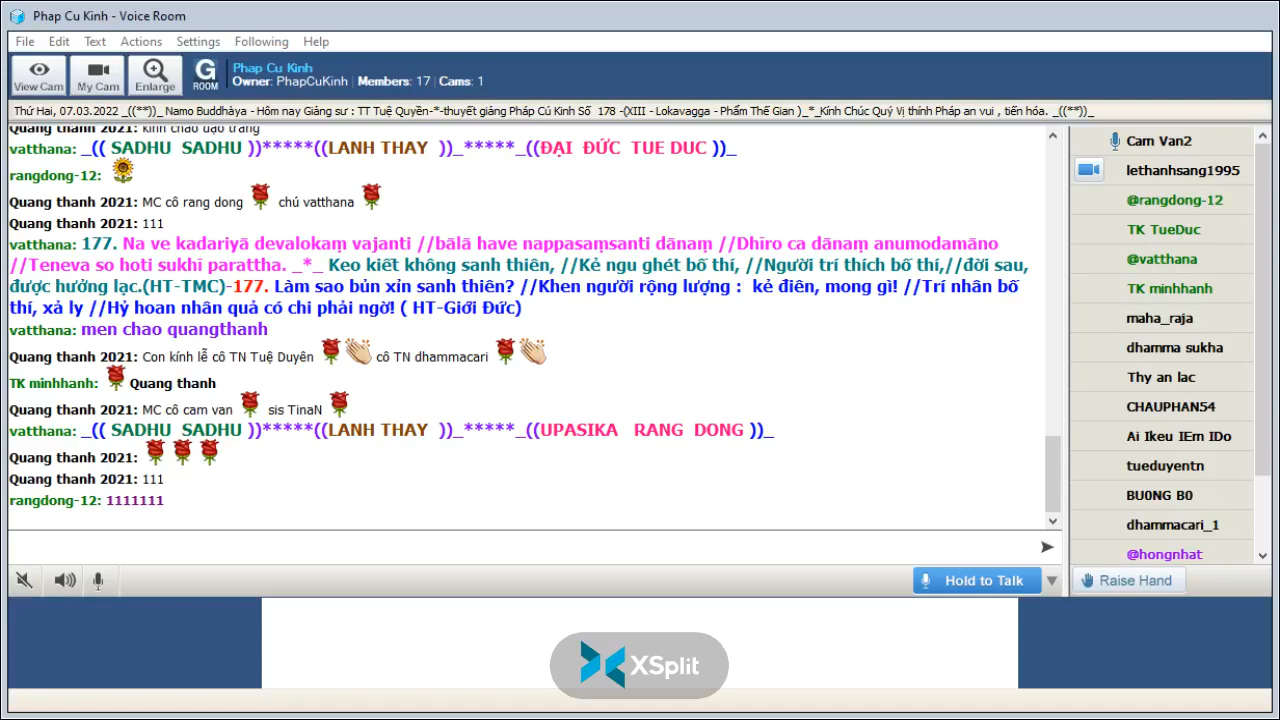 Phap Cu Kinh - Voice Room
File Edit Text Actions Settings Following Help
View Cam My Cam Enlarge G ROOM
Phap Cu Kinh
Owner: PhapCuKinh | Members: 17 | Cams: 1
Thứ Hai, 07.03.2022 _((**))_ Namo Buddhàya - Hôm nay Giảng sư : TT Tuệ Quyền-*-thuyết giảng Pháp Cú Kinh Số 178 -(XIII - Lokavagga - Phẩm Thế Gian )_*_Kính Chúc Quý Vị thính Pháp an vui , tiến hóa. _((**))_
Quang thanh 2021: kính chào đạo tràng
vatthana: _(( SADHU SADHU ))*****((LANH THAY ))_*****_((ĐẠI ĐỨC TUE DUC ))_
rangdong-12:
Quang thanh 2021: MC cô rang dong chú vatthana
Quang thanh 2021: 111
vatthana: 177. Na ve kadariyā devalokaṃ vajanti //bālā have nappasaṃsanti dānaṃ //Dhīro ca dānaṃ anumodamāno
//Teneva so hoti sukhī parattha. _*_ Keo kiết không sanh thiên, //Kẻ ngu ghét bố thí, //Người trí thích bố thí,//đời sau,
được hưởng lạc.(HT-TMC)-177. Làm sao bủn xỉn sanh thiên? //Khen người rộng lượng : kẻ điên, mong gì! //Trí nhân bố
thí, xả ly //Hỷ hoan nhân quả có chi phải ngờ! ( HT-Giới Đức)
vatthana: men chao quangthanh
Quang thanh 2021: Con kính lễ cô TN Tuệ Duyên cô TN dhammacari
TK minhhanh: Quang thanh
Quang thanh 2021: MC cô cam van sis TinaN
vatthana: _(( SADHU SADHU ))*****((LANH THAY ))_*****_((UPASIKA RANG DONG ))_
Quang thanh 2021:
Quang thanh 2021: 111
rangdong-12: 1111111
Hold to Talk
Cam Van2
lethanhsang1995
@rangdong-12
TK TueDuc
@vatthana
TK minhhanh
maha_raja
dhamma sukha
Thy an lac
CHAUPHAN54
Ai Ikeu IEm IDo
tueduyentn
BU0NG B0
dhammacari_1
@hongnhat
Raise Hand
XSplit